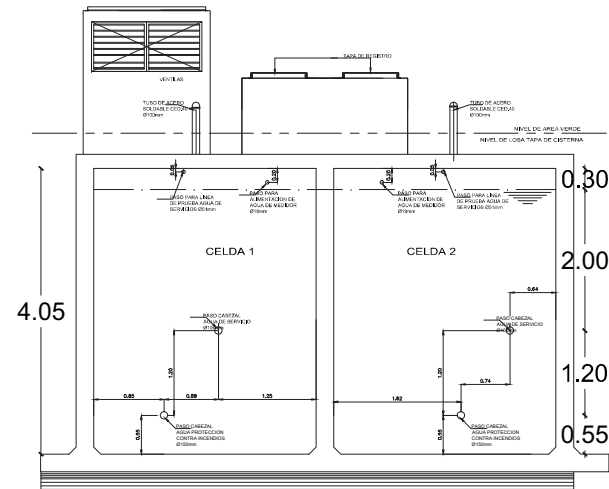 VENTILAS
TAPA DE REGISTRO
TUBO DE ACERO
SOLDABLE CED.40
Ø100mm
TUBO DE ACERO
SOLDABLE CED.40
Ø100mm
NIVEL DE AREA VERDE
NIVEL DE LOSA TAPA DE CISTERNA
0.05
0.20
0.20
0.05
0.30
PASO PARA LÍNEA
DE PRUEBA AGUA DE
SERVICIOS Ø51mm
PASO PARA
ALIMENTACION DE
AGUA DE MEDIDOR
Ø19mm
PASO PARA
ALIMENTACION DE
AGUA DE MEDIDOR
Ø19mm
PASO PARA LÍNEA
DE PRUEBA AGUA DE
SERVICIOS Ø51mm
CELDA 1
CELDA 2
2.00
0.64
4.05
PASO CABEZAL
AGUA DE SERVICIO
PASO CABEZAL
AGUA DE SERVICIO
1.20
1.20
1.20
0.85
0.89
1.25
1.62
0.74
0.55
PASO CABEZAL
AGUA PROTECCION
CONTRA INCENDIOS
Ø150mm
0.55
PASO CABEZAL
AGUA PROTECCION
CONTRA INCENDIOS
Ø150mm
0.55